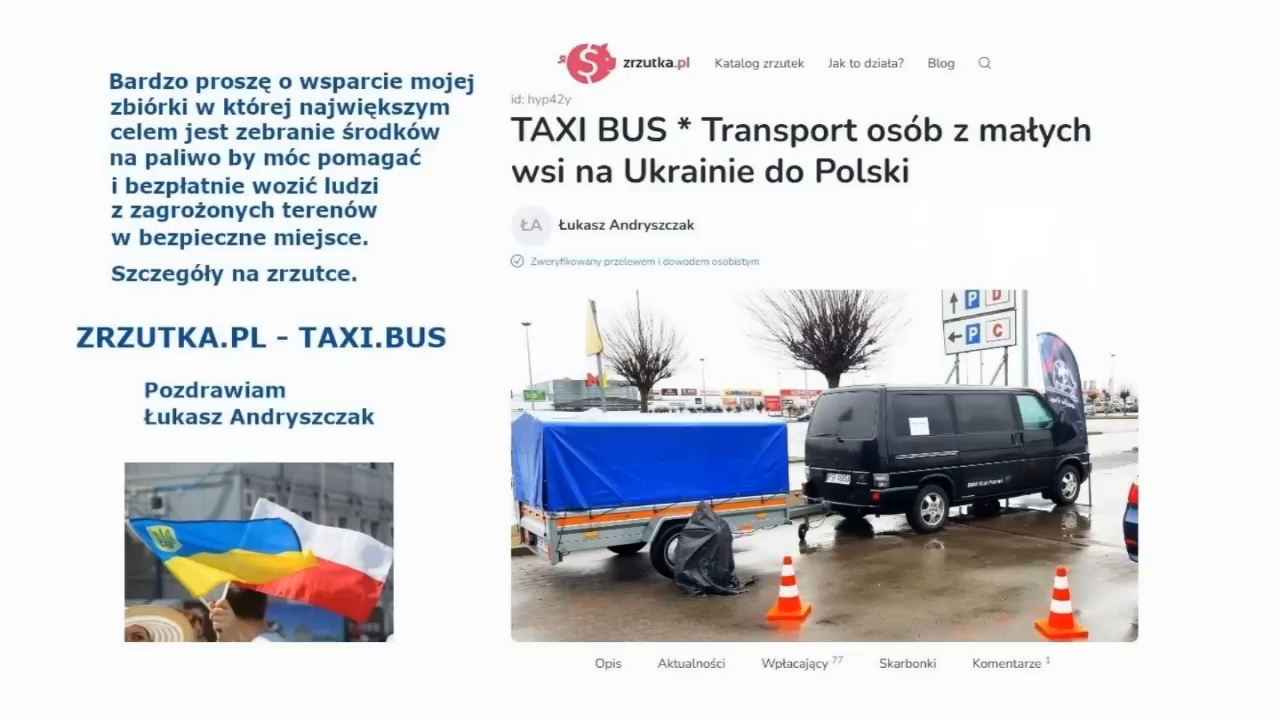 Bardzo proszę o wsparcie mojej
zbiórki w której największym
celem jest zebranie środków
na paliwo by móc pomagać
i bezpłatnie wozić ludzi
z zagrożonych terenów
w bezpieczne miejsce.
Szczegóły na zrzutce.
ZRZUTKA.PL - TAXI.BUS
Pozdrawiam
Łukasz Andryszczak
zrzutka.pl Katalog zrzutek Jak to działa? Blog
id: hyp42y
TAXI BUS * Transport osób z małych
wsi na Ukrainie do Polski
ŁA Łukasz Andryszczak
Zweryfikowany przelewem i dowodem osobistym
P D
P C
Opis Aktualności Wpłacający 77 Skarbonki Komentarze 1